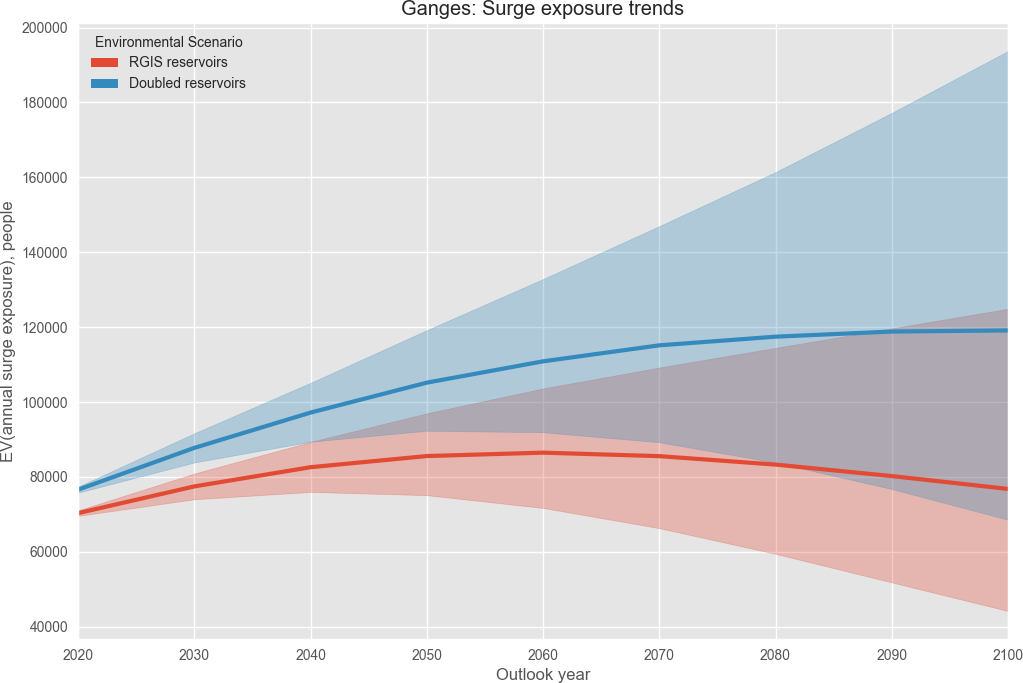 Ganges: Surge exposure trends
EV(annual surge exposure), people
200000
180000
160000
140000
120000
100000
80000
60000
40000
Environmental Scenario
RGIS reservoirs
Doubled reservoirs
2020 2030 2040 2050 2060 2070 2080 2090 2100
Outlook year